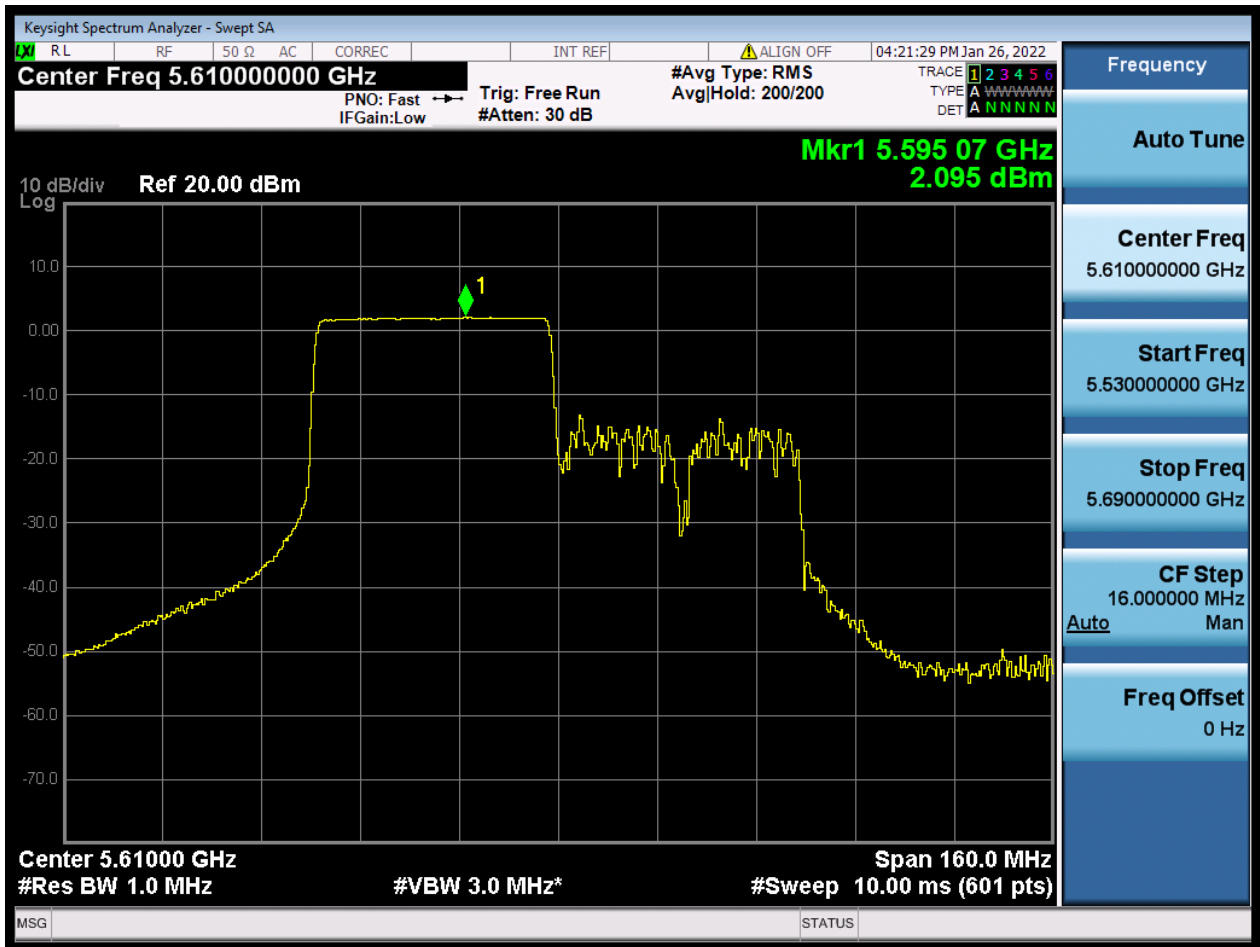 Keysight Spectrum Analyzer - Swept SA
LXI RL RF 50 Ω AC CORREC INT REF ALIGN OFF 04:21:29 PM Jan 26, 2022
Center Freq 5.610000000 GHz
PNO: Fast
IFGain:Low
Trig: Free Run
#Atten: 30 dB
#Avg Type: RMS
Avg|Hold: 200/200
TRACE 1 2 3 4 5 6
TYPE A W W W W W
DET A N N N N N
Mkr1 5.595 07 GHz
2.095 dBm
10 dB/div Ref 20.00 dBm
Log
10.0
0.00
-10.0
-20.0
-30.0
-40.0
-50.0
-60.0
-70.0
1
Center 5.61000 GHz Span 160.0 MHz
#Res BW 1.0 MHz #VBW 3.0 MHz* #Sweep 10.00 ms (601 pts)
MSG STATUS
Frequency
Auto Tune
Center Freq
5.610000000 GHz
Start Freq
5.530000000 GHz
Stop Freq
5.690000000 GHz
CF Step
16.000000 MHz
Auto Man
Freq Offset
0 Hz